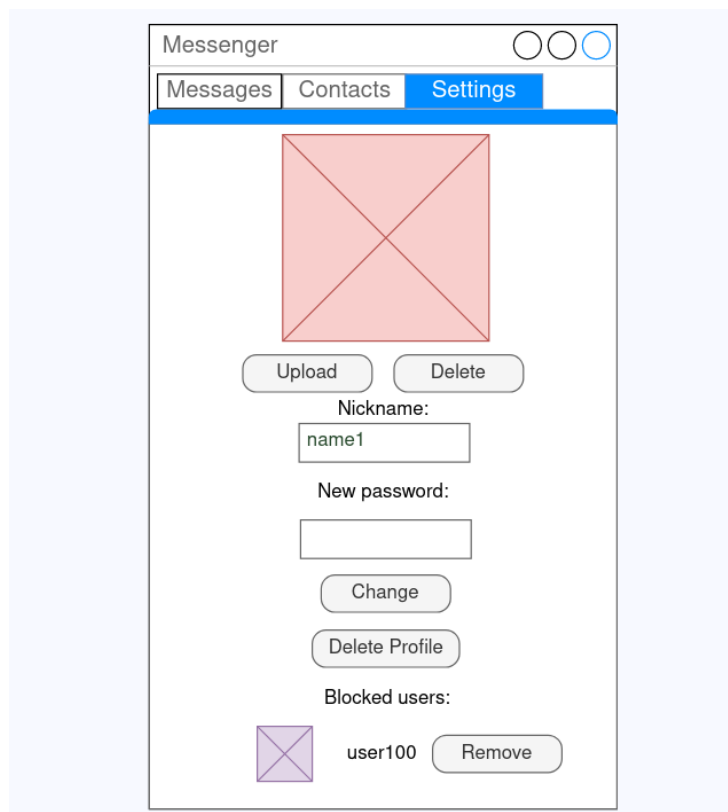 Messenger
Messages Contacts Settings
Upload Delete
Nickname:
name1
New password:
Change
Delete Profile
Blocked users:
user100 Remove